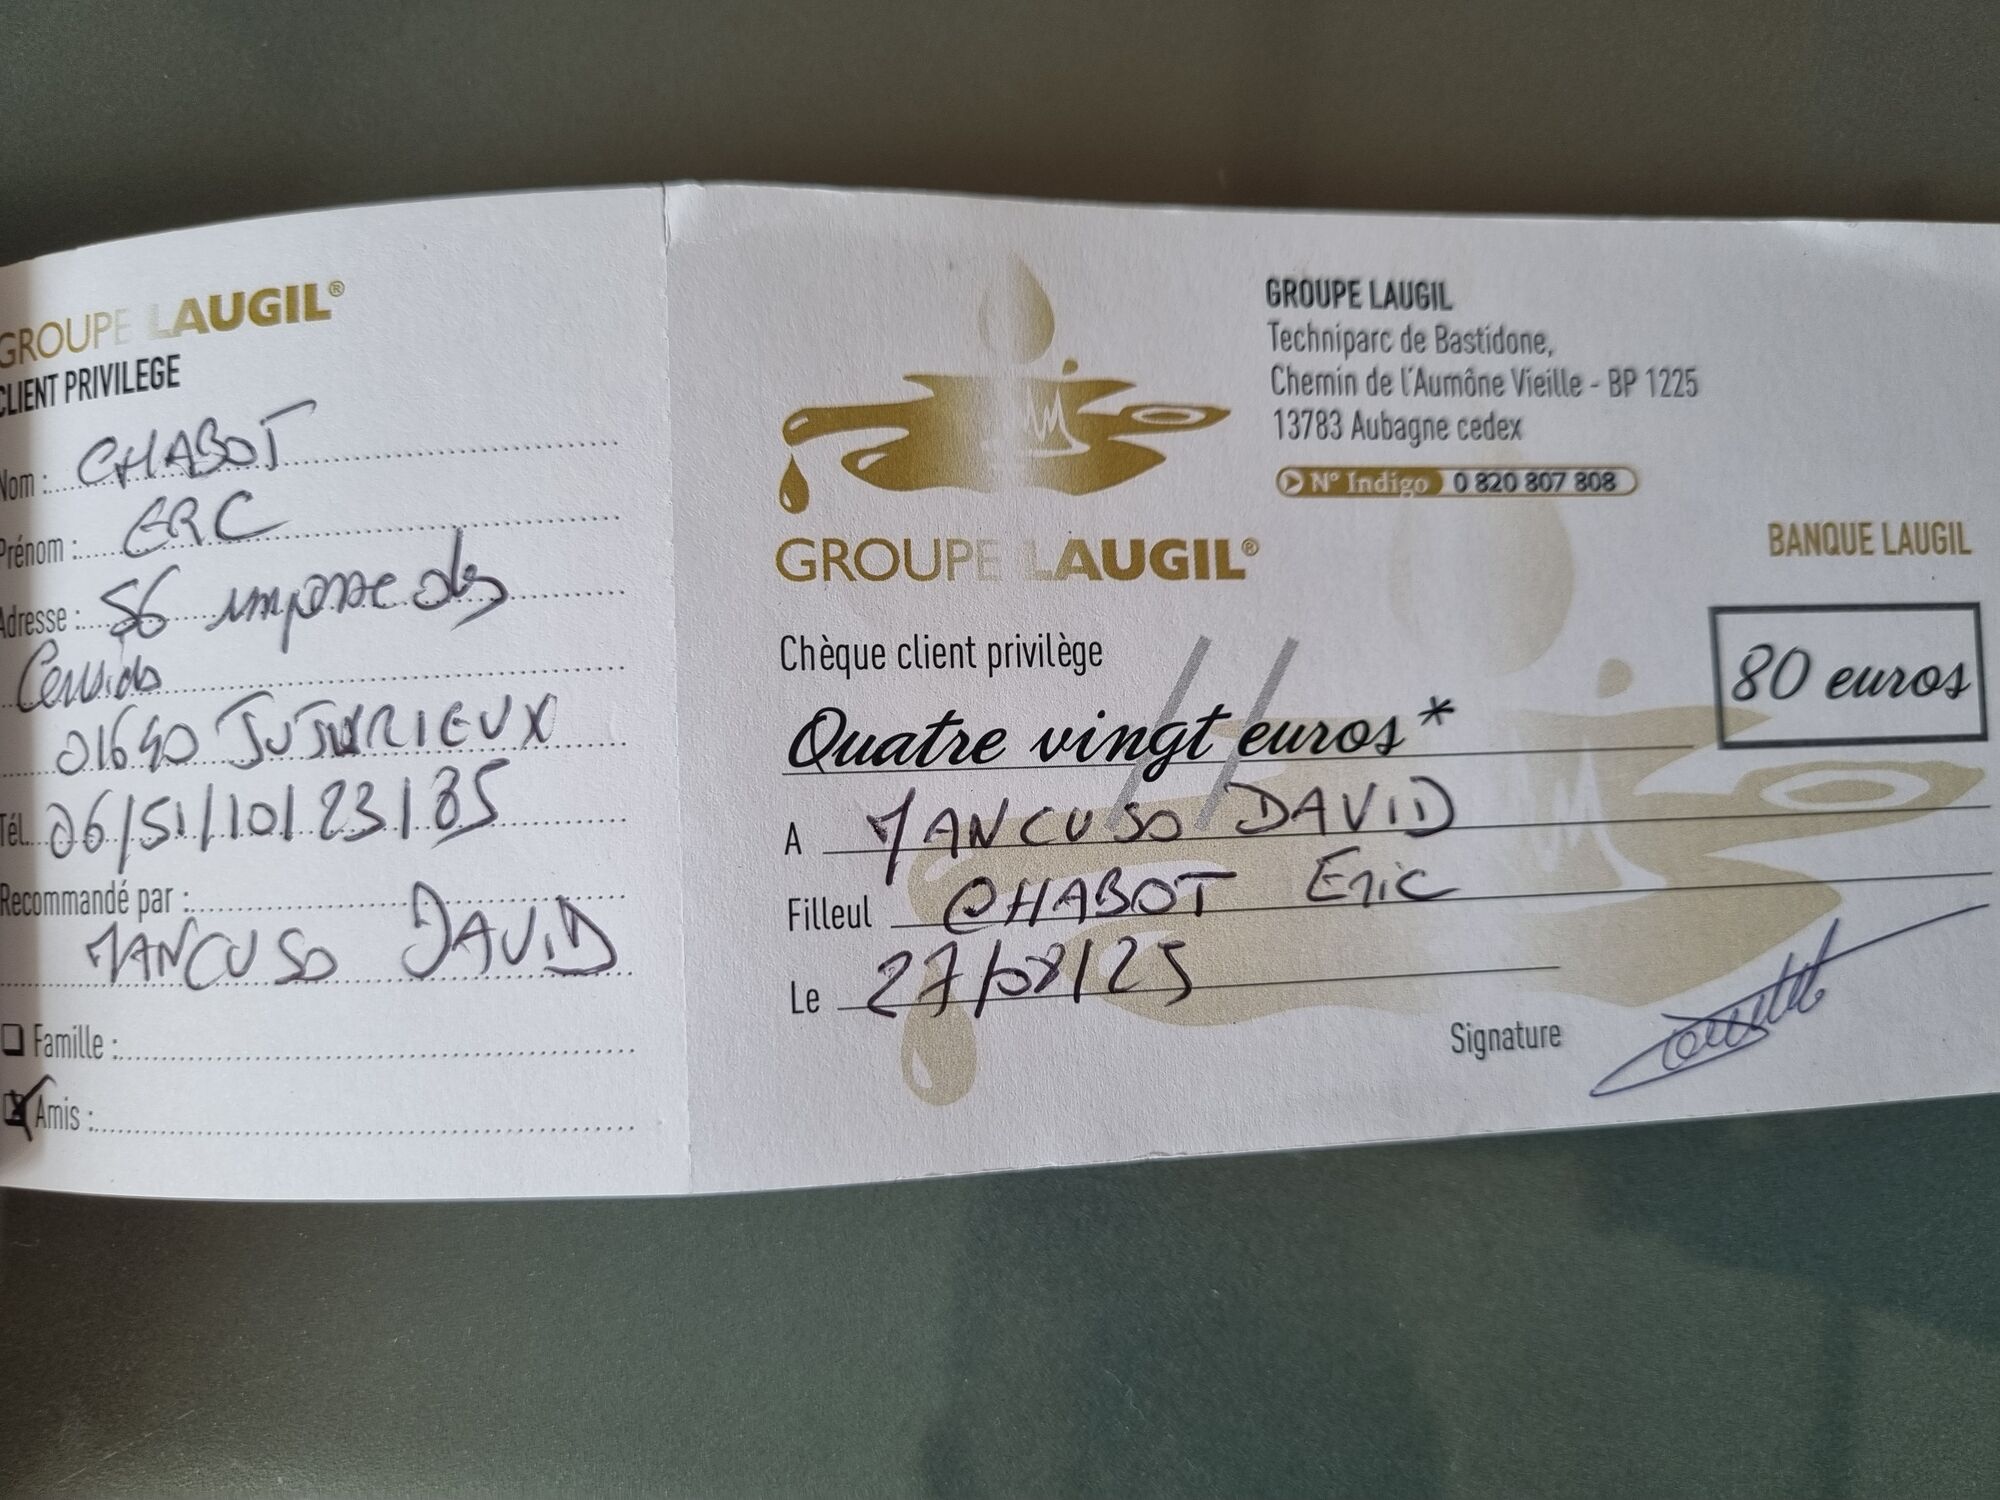 GROUPE LAUGIL®
CLIENT PRIVILEGE
Nom : CHABOT
Prénom : ERC
Adresse : 56 impasse des
01640 JUJURIEUX
Tél. 06/51/10/23/85
Recommandé par :
MANCUSO DAVID
Famille :
Amis :
GROUPE LAUGIL
Techniparc de Bastidone,
Chemin de l'Aumône Vieille - BP 1225
13783 Aubagne cedex
N° Indigo 0 820 807 808
GROUPE LAUGIL®
BANQUE LAUGIL
Chèque client privilège
80 euros
Quatre vingt euros*
A MANCUSO DAVID
Filleul CHABOT Eric
Le 27/08/25
Signature